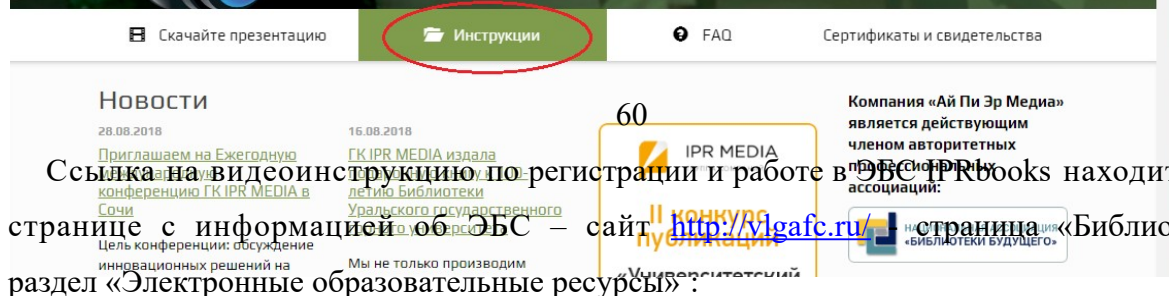 Скачайте презентацию
Инструкции
FAQ
Сертификаты и свидетельства
Новости
28.08.2018
Приглашаем на Ежегодную
конференцию ГК IPR MEDIA в
Сочи
Цель конференции: обсуждение
инновационных решений на
16.08.2018
ГК IPR MEDIA издала
летию Библиотеки
Уральского государственного
Мы не только производим
60
IPR MEDIA
II конкурс
публикаций
«Университетский
Компания «Ай Пи Эр Медиа»
является действующим
членом авторитетных
профессиональных
ассоциаций:
«БИБЛИОТЕКИ БУДУЩЕГО»
Ссылка на видеоинструкцию по регистрации и работе в ЭБС IPRbooks находит
странице с информацией об ЭБС – сайт http://vlgafc.ru/ - страница «Библио
раздел «Электронные образовательные ресурсы» :